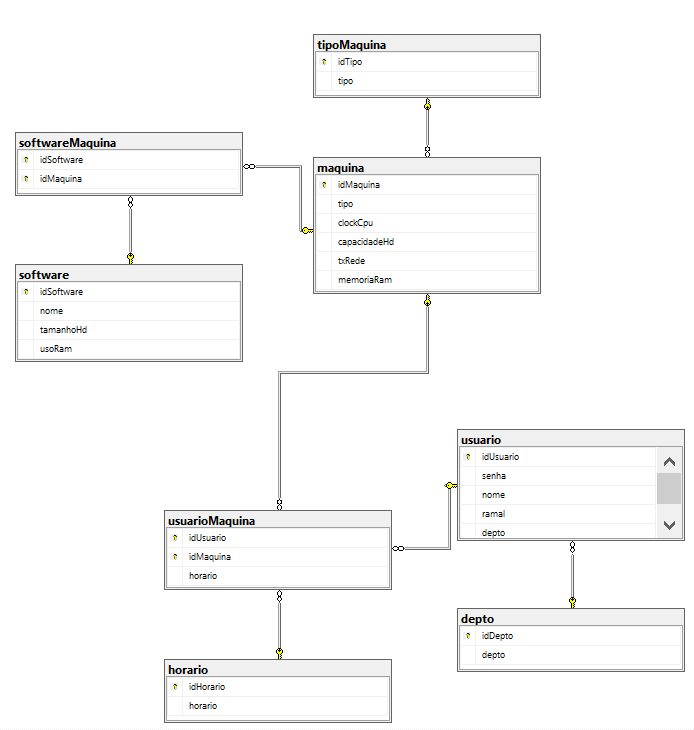 tipoMaquina
idTipo
tipo
softwareMaquina
idSoftware
idMaquina
maquina
idMaquina
tipo
clockCpu
capacidadeHd
txRede
memoriaRam
software
idSoftware
nome
tamanhoHd
usoRam
usuario
idUsuario
senha
nome
ramal
depto
usuarioMaquina
idUsuario
idMaquina
horario
depto
idDepto
depto
horario
idHorario
horario